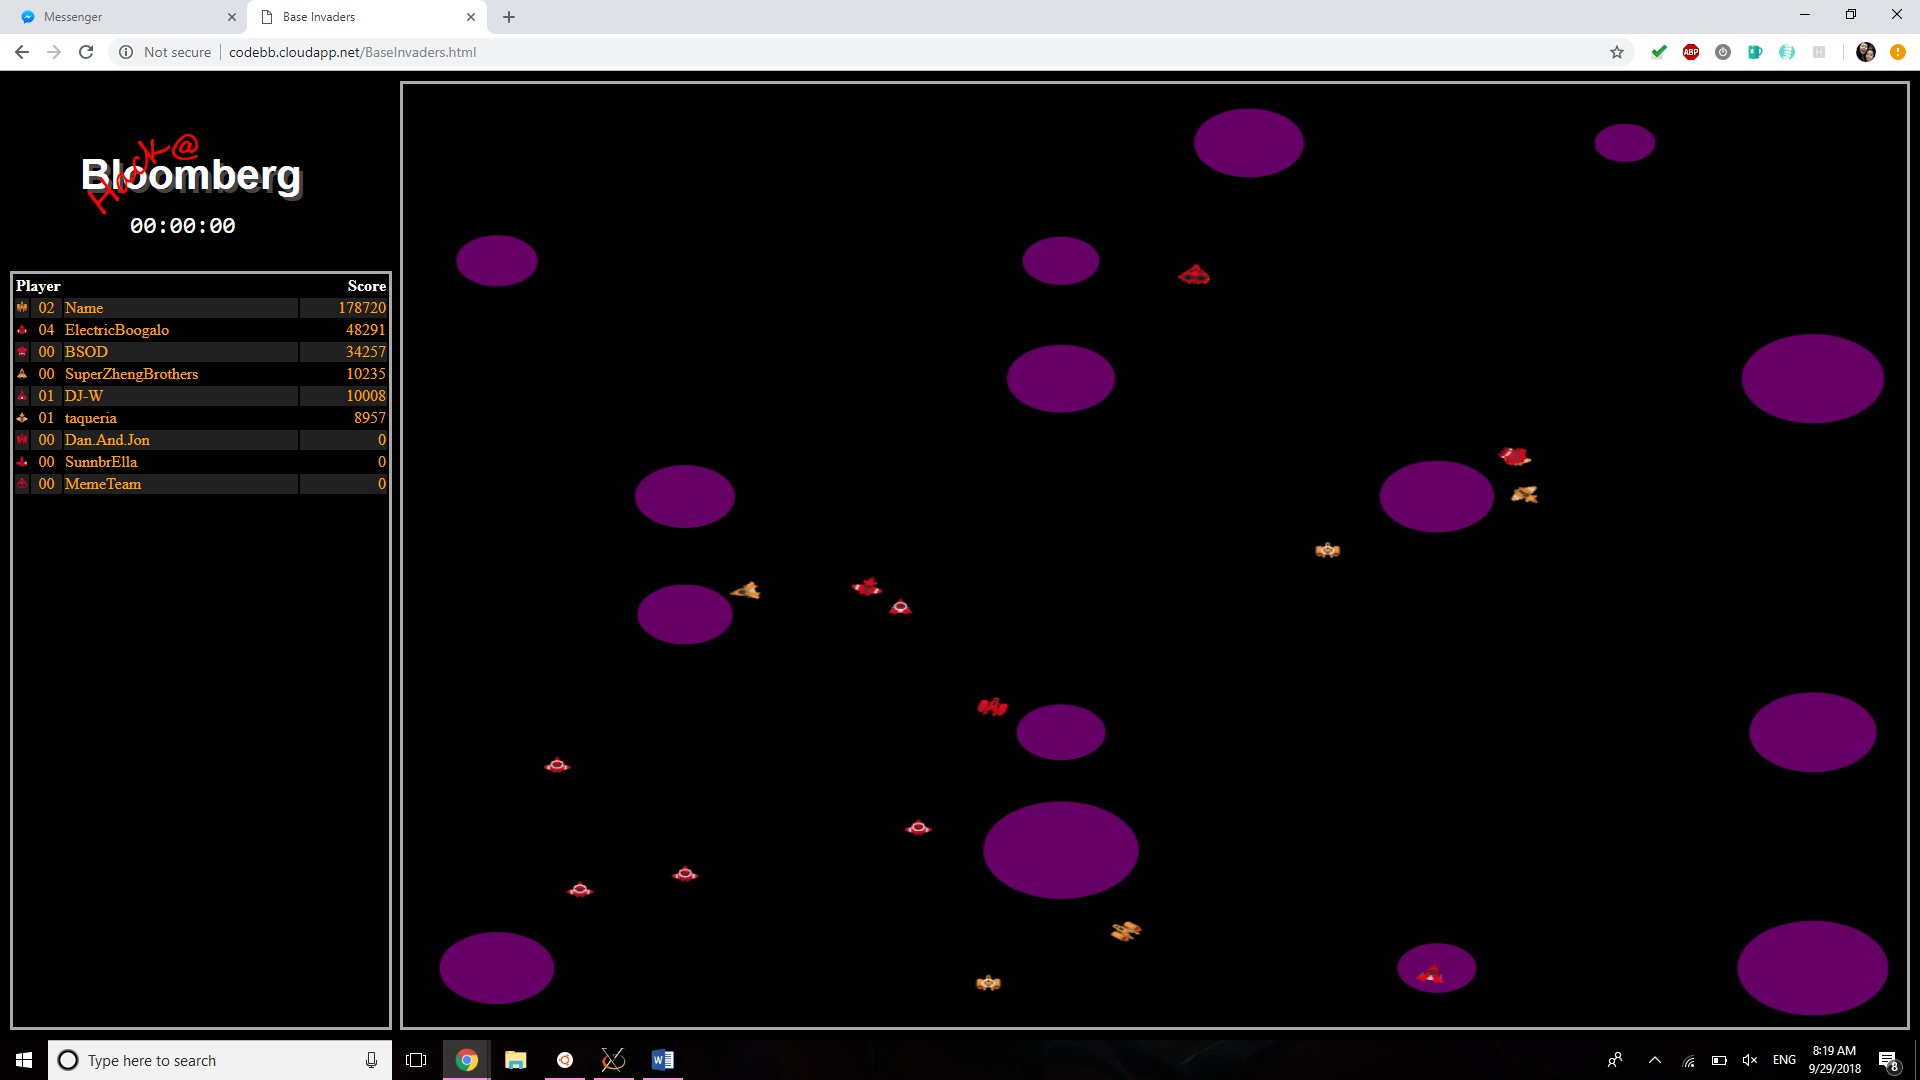 Messenger
Base Invaders
Not secure
codebb.cloudapp.net/BaseInvaders.html
ABP
Hack@
Bloomberg
00:00:00
Player Score
02 Name 178720
04 ElectricBoogalo 48291
00 BSOD 34257
00 SuperZhengBrothers 10235
01 DJ-W 10008
01 taqueria 8957
00 Dan.And.Jon 0
00 SunnbrElla 0
00 MemeTeam 0
Type here to search
ENG
8:19 AM
9/29/2018
8